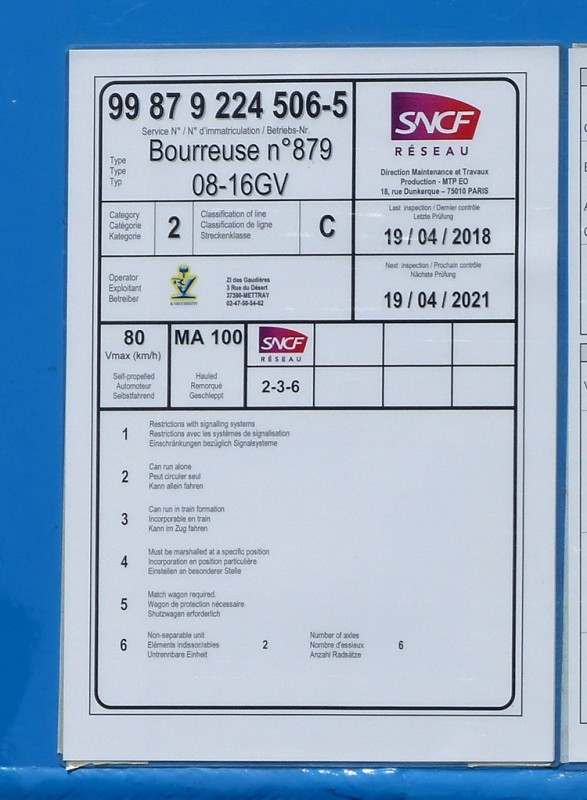 99 87 9 224 506-5
Service N° / N° d'immatriculation / Betriebs-Nr.
Type
Type
Typ
Bourreuse n°879
08-16GV
SNCF
RÉSEAU
Direction Maintenance et Travaux
Production - MTP EO
18, rue Dunkerque – 75010 PARIS
Category
Catégorie
Kategorie
2
Classification of line
Classification de ligne
Streckenklasse
C
Last inspection / Dernier contrôle
Letzte Prüfung
19 / 04 / 2018
Operator
Exploitant
Betreiber
ZI des Gaudières
3 Rue du Désert
37390-METTRAY
02-47-50-54-62
Next inspection / Prochain contrôle
Nächste Prüfung
19 / 04 / 2021
80
Vmax (km/h)
Self-propelled
Automoteur
Selbstfahrend
MA 100
Hauled
Remorqué
Geschleppt
SNCF
RÉSEAU
2-3-6
1
Restrictions with signalling systems
Restrictions avec les systèmes de signalisation
Einschränkungen bezüglich Signalsysteme
2
Can run alone
Peut circuler seul
Kann allein fahren
3
Can run in train formation
Incorporable en train
Kann im Zug fahren
4
Must be marshalled at a specific position
Incorporation en position particulière
Einstellen an besonderer Stelle
5
Match wagon required.
Wagon de protection nécessaire
Shutzwagen erforderlich
6
Non-separable unit
Eléments indissociables
Untrennbare Einheit
2
Number of axles
Nombre d'essieux
Anzahl Radsätze
6